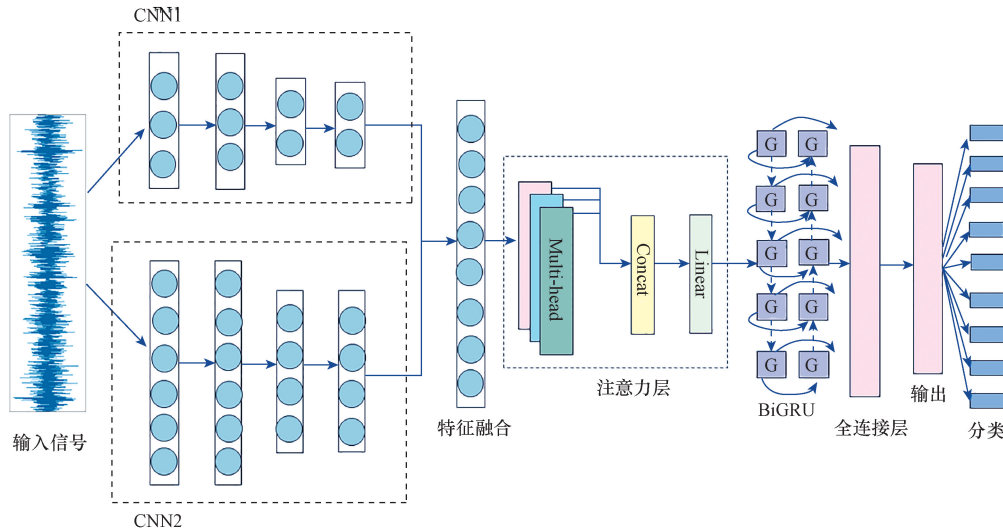 CNN1
输入信号
CNN2
特征融合
Multi-head
Concat
Linear
注意力层
G G
G G
G G
G G
G G
BiGRU
全连接层
输出
分类